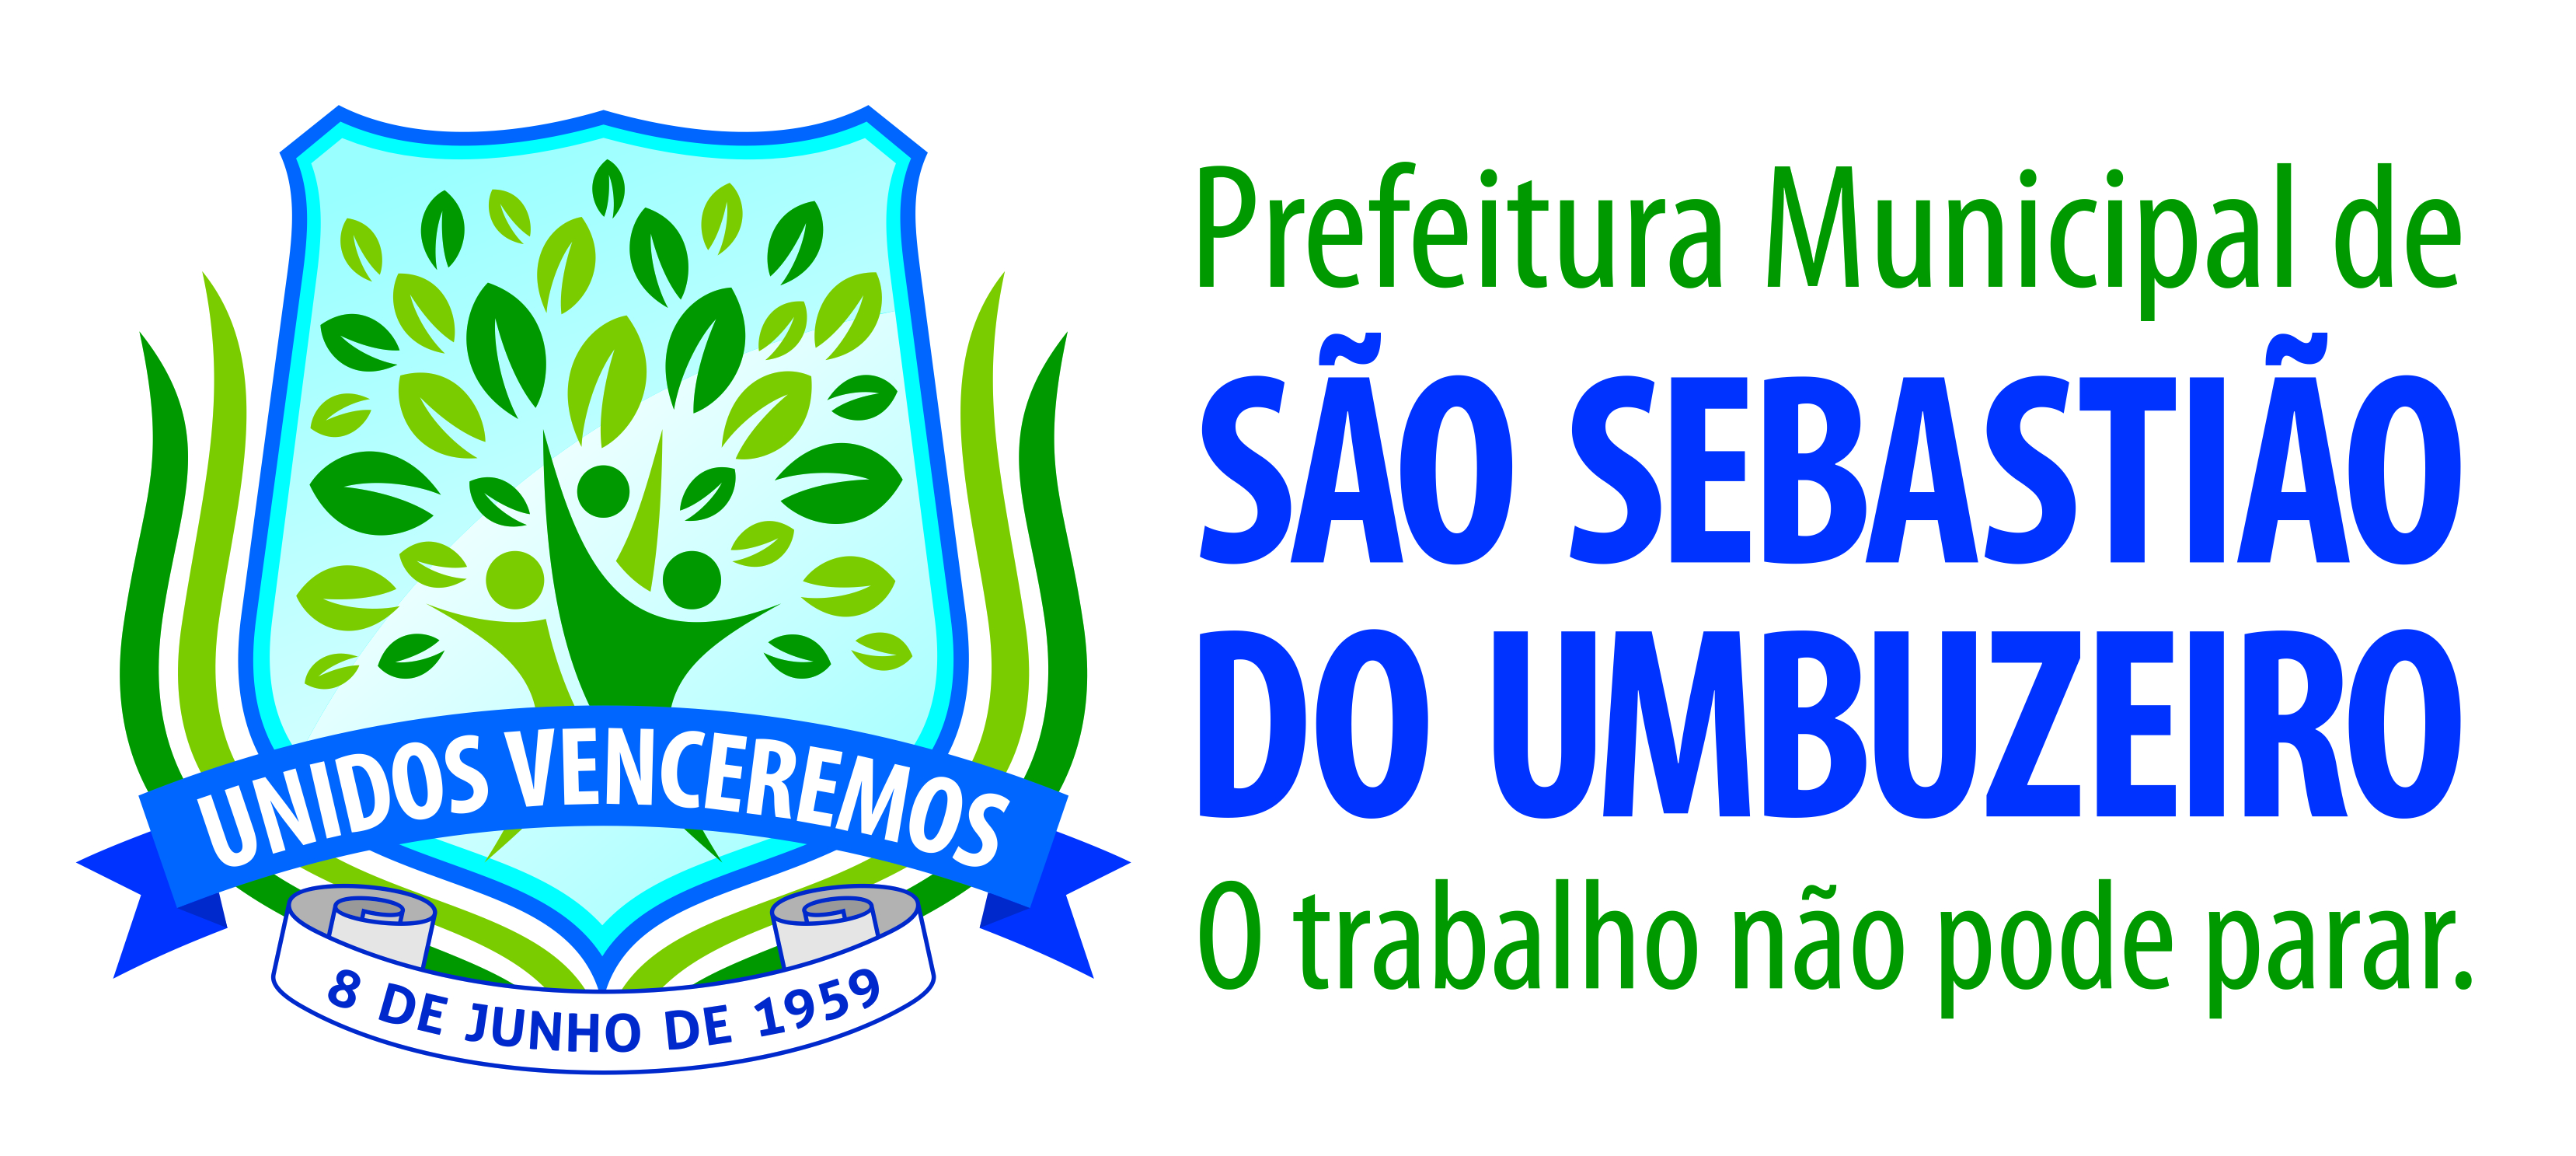 UNIDOS VENCEREMOS
8 DE JUNHO DE 1959
Prefeitura Municipal de
SÃO SEBASTIÃO
DO UMBUZEIRO
O trabalho não pode parar.